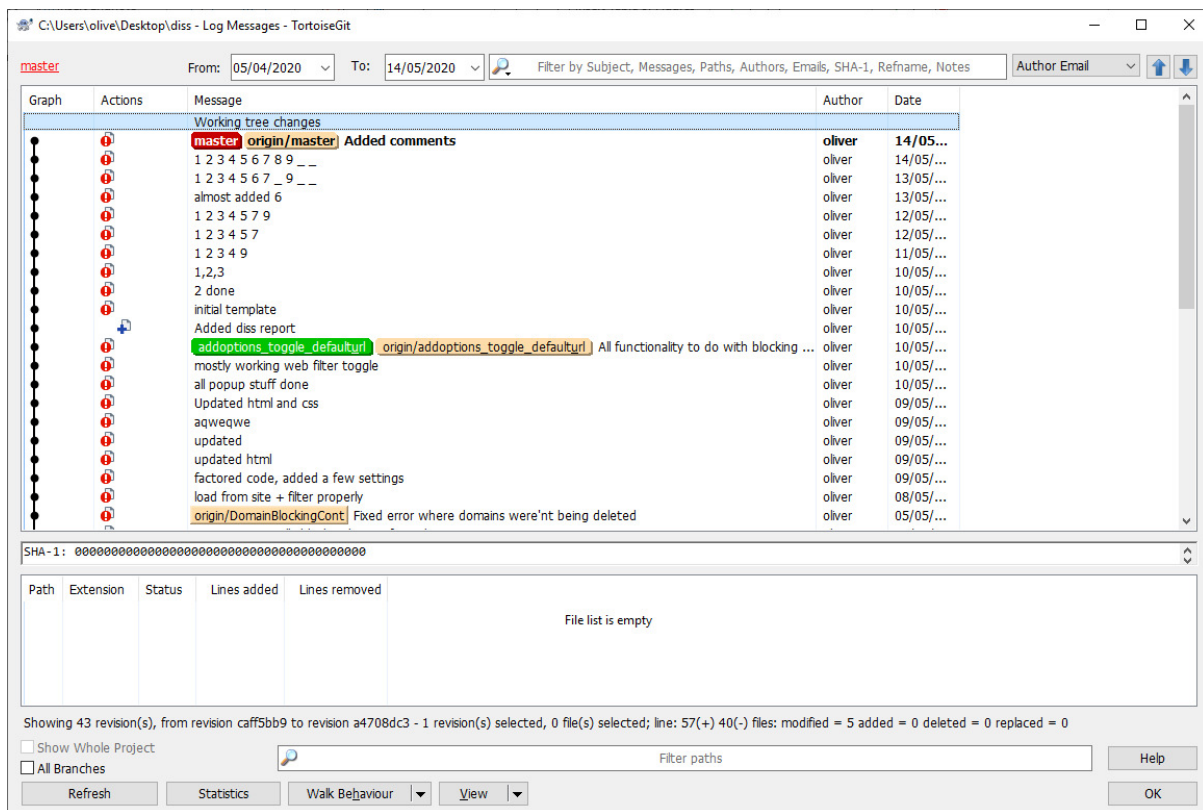 C:\Users\olive\Desktop\diss - Log Messages - TortoiseGit
master From: 05/04/2020 To: 14/05/2020 Filter by Subject, Messages, Paths, Authors, Emails, SHA-1, Refname, Notes Author Email
Graph Actions Message Author Date
Working tree changes
master origin/master Added comments oliver 14/05...
1 2 3 4 5 6 7 8 9 _ _ oliver 14/05/...
1 2 3 4 5 6 7 _ 9 _ _ oliver 13/05/...
almost added 6 oliver 13/05/...
1 2 3 4 5 7 9 oliver 12/05/...
1 2 3 4 5 7 oliver 12/05/...
1 2 3 4 9 oliver 11/05/...
1,2,3 oliver 10/05/...
2 done oliver 10/05/...
initial template oliver 10/05/...
Added diss report oliver 10/05/...
addoptions_toggle_defaulturl origin/addoptions_toggle_defaulturl All functionality to do with blocking ... oliver 10/05/...
mostly working web filter toggle oliver 10/05/...
all popup stuff done oliver 10/05/...
Updated html and css oliver 09/05/...
aqweqwe oliver 09/05/...
updated oliver 09/05/...
updated html oliver 09/05/...
factored code, added a few settings oliver 09/05/...
load from site + filter properly oliver 08/05/...
origin/DomainBlockingCont Fixed error where domains were'nt being deleted oliver 05/05/...
SHA-1: 0000000000000000000000000000000000000000
Path Extension Status Lines added Lines removed
File list is empty
Showing 43 revision(s), from revision caff5bb9 to revision a4708dc3 - 1 revision(s) selected, 0 file(s) selected; line: 57(+) 40(-) files: modified = 5 added = 0 deleted = 0 replaced = 0
Show Whole Project
All Branches Filter paths Help
Refresh Statistics Walk Behaviour View OK